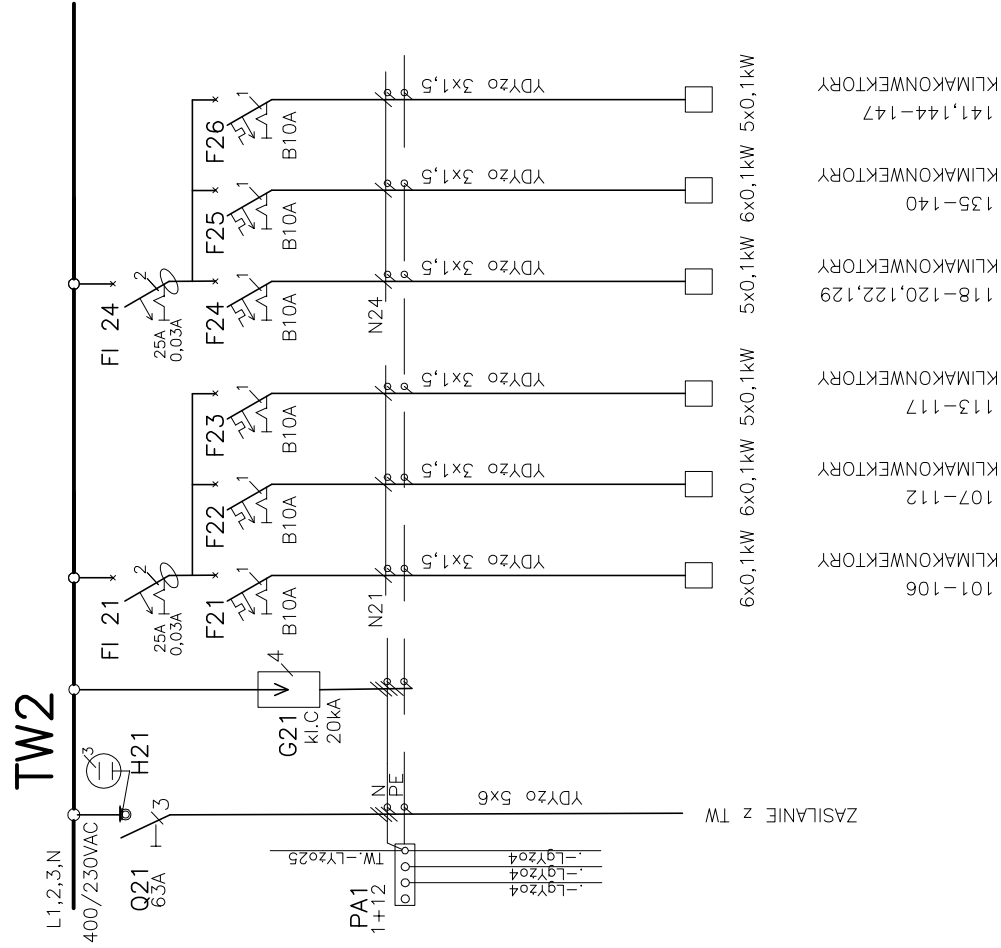 TW2
L1,2,3,N
400/230VAC
Q21
63A
3
H21
3
G21
kl.C
20kA
4
FI 21
25A
0,03A
2
F21
B10A
1
F22
B10A
1
F23
B10A
1
FI 24
25A
0,03A
2
F24
B10A
1
F25
B10A
1
F26
B10A
1
N21
N24
N
PE
PA1
1+12
TW.-LYżo25
.-LgYżo4
.-LgYżo4
.-LgYżo4
YDYżo 5x6
ZASILANIE z TW
YDYżo 3x1,5
6x0,1kW
101-106
KLIMAKONWEKTORY
YDYżo 3x1,5
6x0,1kW
107-112
KLIMAKONWEKTORY
YDYżo 3x1,5
5x0,1kW
113-117
KLIMAKONWEKTORY
YDYżo 3x1,5
5x0,1kW
118-120,122,129
KLIMAKONWEKTORY
YDYżo 3x1,5
6x0,1kW
135-140
KLIMAKONWEKTORY
YDYżo 3x1,5
5x0,1kW
141,144-147
KLIMAKONWEKTORY